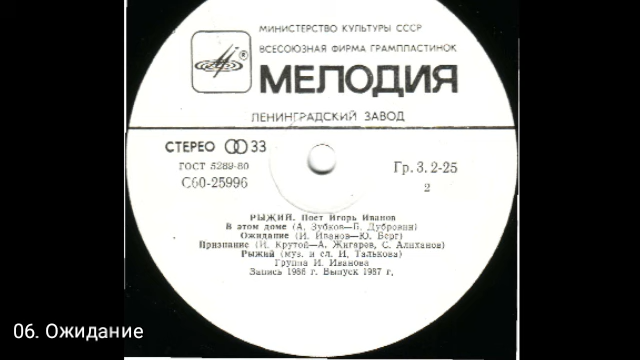 МИНИСТЕРСТВО КУЛЬТУРЫ СССР
ВСЕСОЮЗНАЯ ФИРМА ГРАМПЛАСТИНОК
®
МЕЛОДИЯ
ЛЕНИНГРАДСКИЙ ЗАВОД
СТЕРЕО 33
ГОСТ 5289-80
Гр. 3. 2-25
С60-25996
2
РЫЖИЙ. Поет Игорь Иванов
В этом доме (А. Зубков—Б. Дубровин)
Ожидание (И. Иванов—Ю. Берг)
Признание (И. Крутой—А. Жигарев, С. Алиханов)
Рыжий (муз. и сл. И. Талькова)
Группа И. Иванова
Запись 1986 г. Выпуск 1987 г.
06. Ожидание